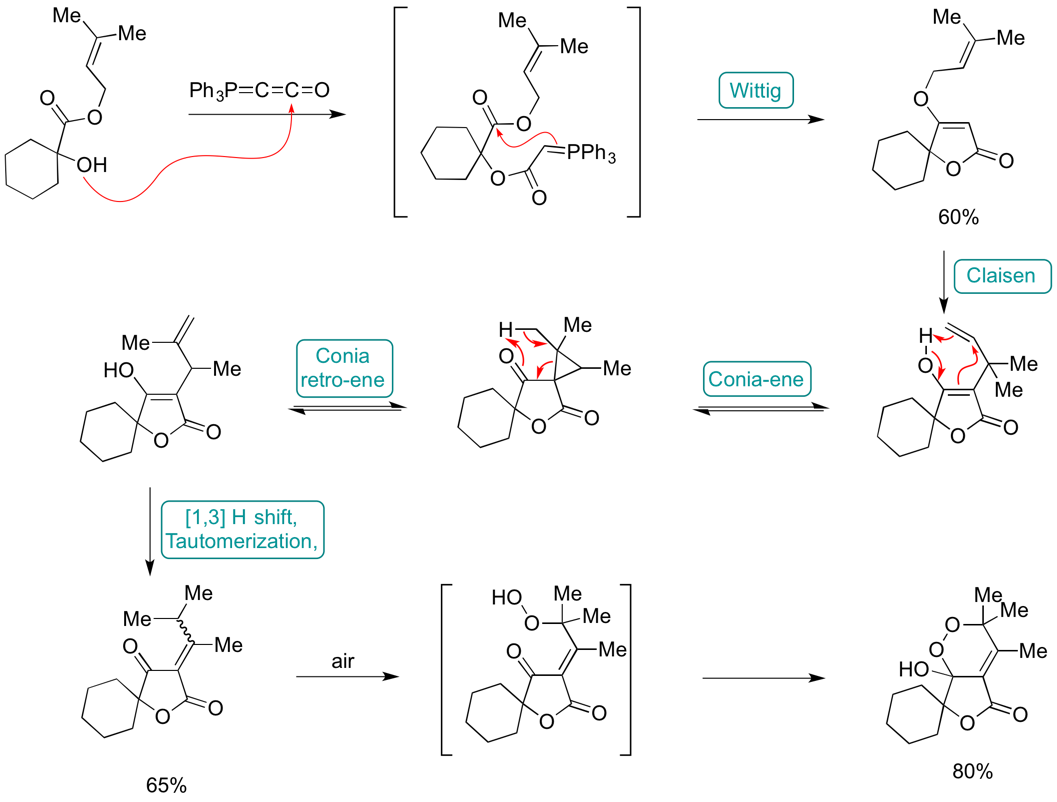 Me
Me
O
O
OH
Ph3P=C=C=O
Me
Me
O
O
O
O
PPh3
Wittig
Me
Me
O
O
O
60%
Claisen
Me
HO
Me
O
O
Conia
retro-ene
H
Me
O
Me
O
O
Conia-ene
H
O
Me
Me
O
O
[1,3] H shift,
Tautomerization,
Me
Me
O
Me
O
O
65%
air
HO
O
Me
Me
O
Me
O
O
Me
Me
O
O
HO
Me
O
O
80%